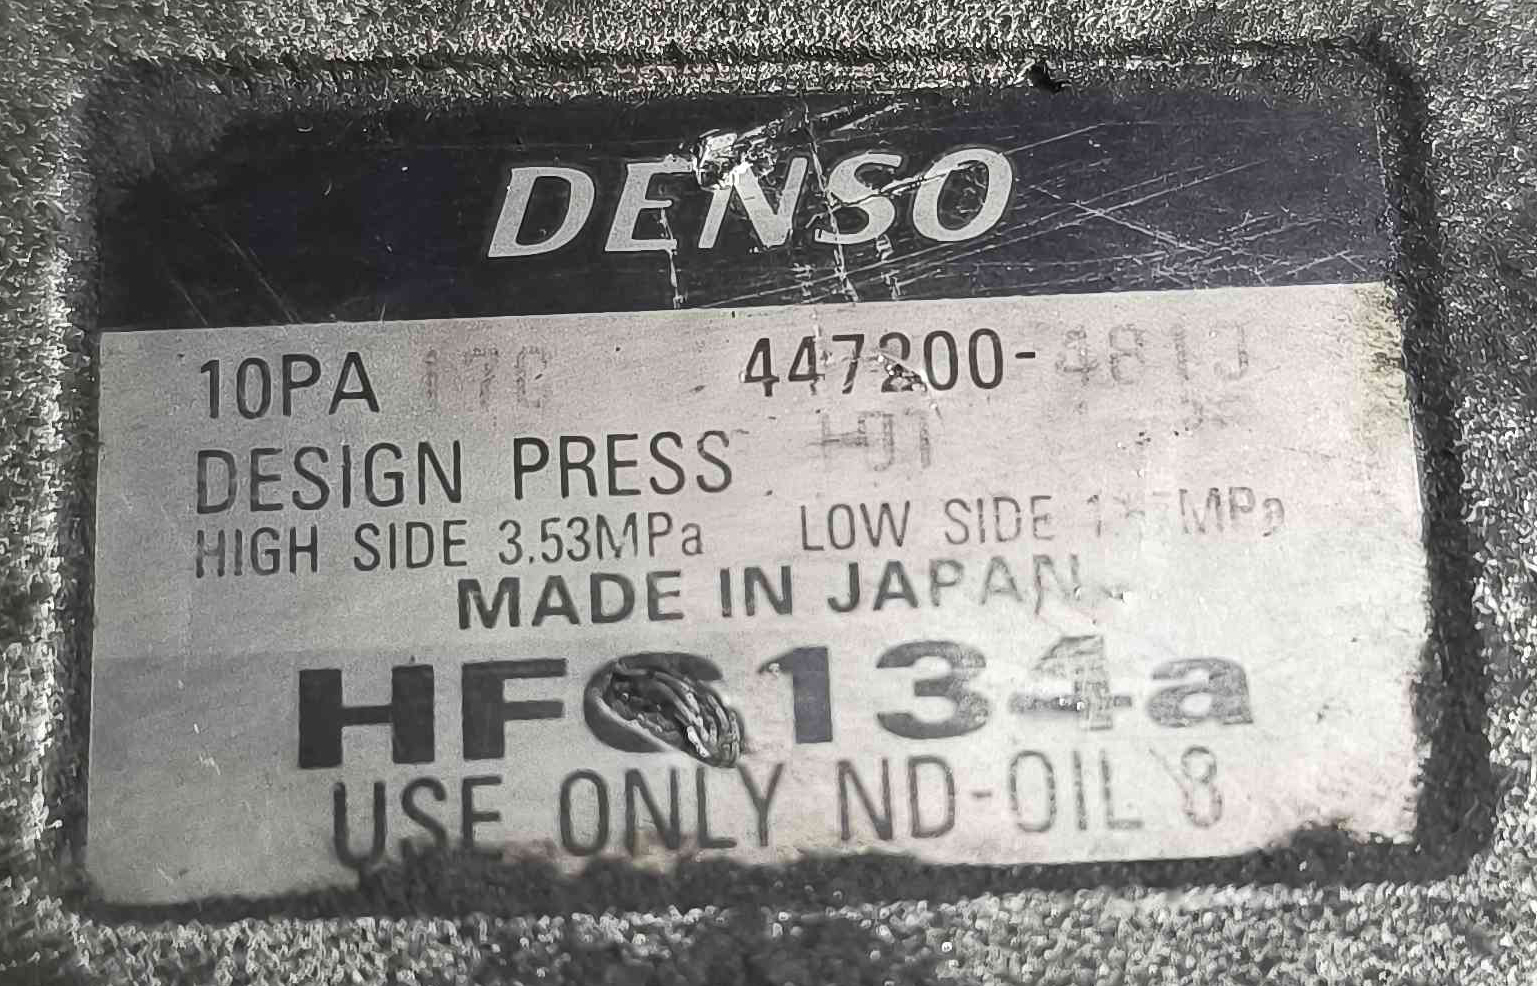 DENSO
10PA 17C 447200-
DESIGN PRESS
HIGH SIDE 3.53MPa LOW SIDE
MADE IN JAPAN
HFC134a
USE ONLY ND-OIL 8